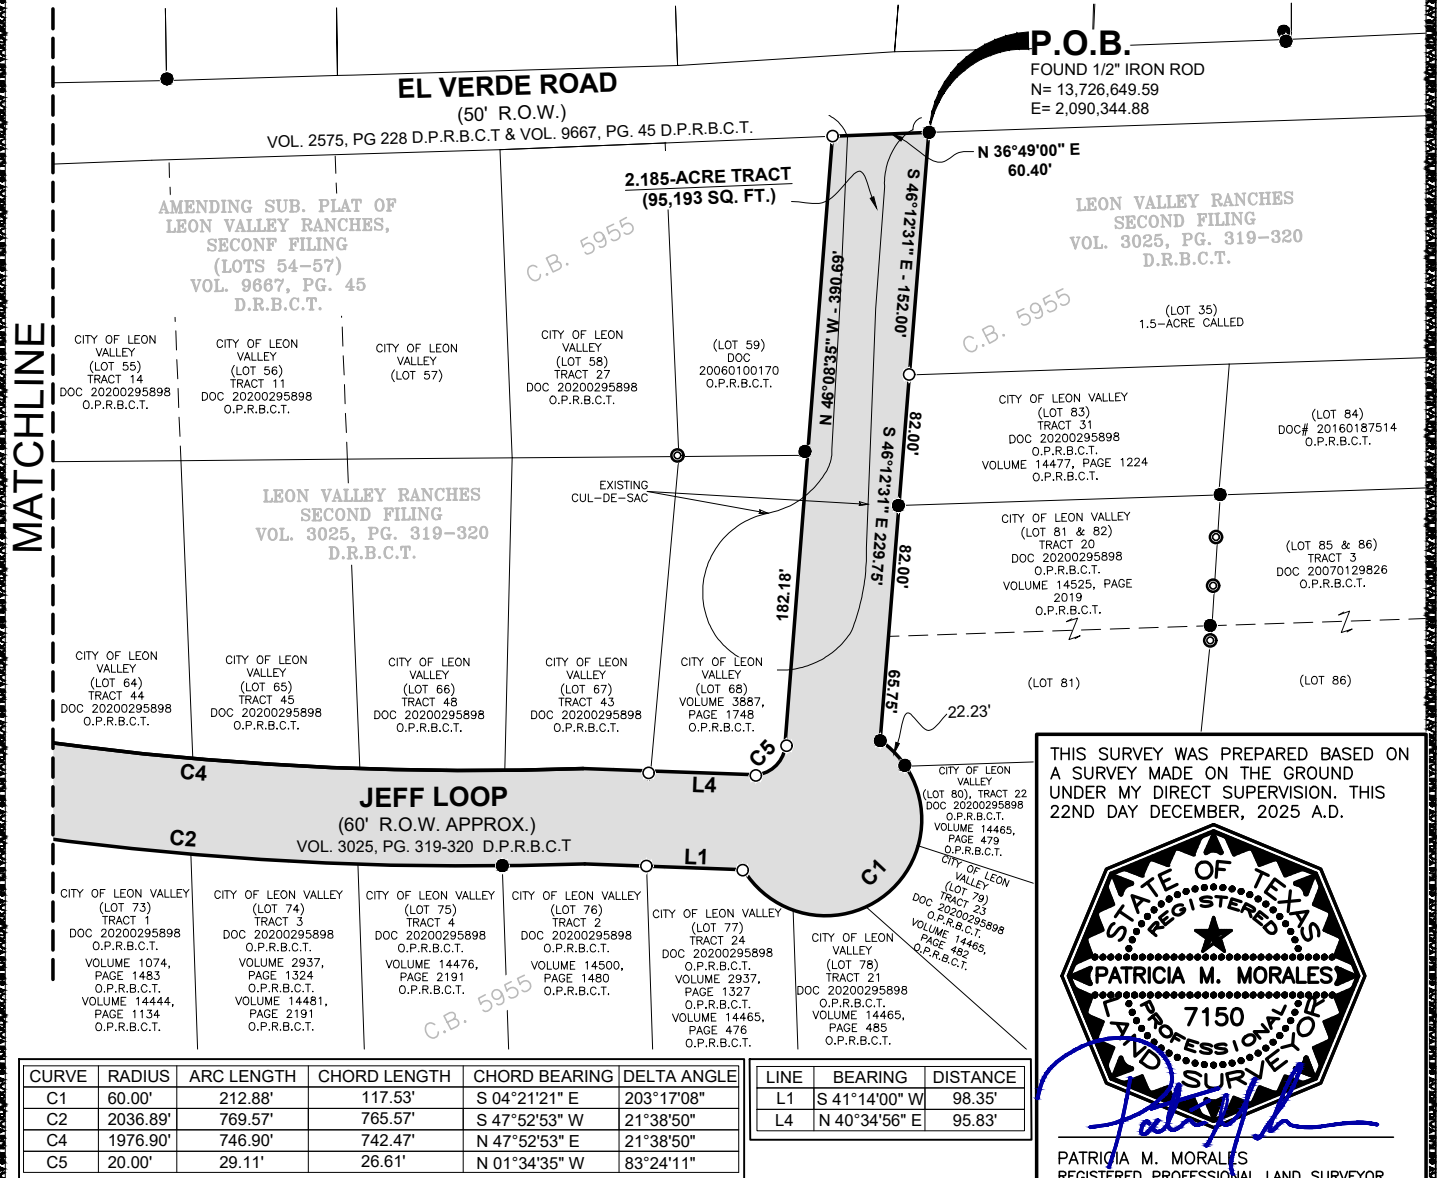 P.O.B.
FOUND 1/2" IRON ROD
N= 13,726,649.59
E= 2,090,344.88
EL VERDE ROAD
(50' R.O.W.)
VOL. 2575, PG 228 D.P.R.B.C.T & VOL. 9667, PG. 45 D.P.R.B.C.T.
N 36°49'00" E
60.40'
2.185-ACRE TRACT
(95,193 SQ. FT.)
AMENDING SUB. PLAT OF
LEON VALLEY RANCHES,
SECONF FILING
(LOTS 54-57)
VOL. 9667, PG. 45
D.R.B.C.T.
C.B. 5955
LEON VALLEY RANCHES
SECOND FILING
VOL. 3025, PG. 319-320
D.R.B.C.T.
C.B. 5955
(LOT 35)
1.5-ACRE CALLED
S 46°12'31" E - 152.00'
N 46°08'35" W - 390.69'
MATCHLINE
CITY OF LEON
VALLEY
(LOT 55)
TRACT 14
DOC 20200295898
O.P.R.B.C.T.
CITY OF LEON
VALLEY
(LOT 56)
TRACT 11
DOC 20200295898
O.P.R.B.C.T.
CITY OF LEON
VALLEY
(LOT 57)
CITY OF LEON
VALLEY
(LOT 58)
TRACT 27
DOC 20200295898
O.P.R.B.C.T.
(LOT 59)
DOC
20060100170
O.P.R.B.C.T.
82.00'
S 46°12'31" E 229.75'
82.00'
65.75'
22.23'
182.18'
CITY OF LEON VALLEY
(LOT 83)
TRACT 31
DOC 20200295898
O.P.R.B.C.T.
VOLUME 14477, PAGE 1224
O.P.R.B.C.T.
(LOT 84)
DOC# 20160187514
O.P.R.B.C.T.
EXISTING
CUL-DE-SAC
LEON VALLEY RANCHES
SECOND FILING
VOL. 3025, PG. 319-320
D.R.B.C.T.
CITY OF LEON VALLEY
(LOT 81 & 82)
TRACT 20
DOC 20200295898
O.P.R.B.C.T.
VOLUME 14525, PAGE
2019
O.P.R.B.C.T.
(LOT 85 & 86)
TRACT 3
DOC 20070129826
O.P.R.B.C.T.
(LOT 81)
(LOT 86)
CITY OF LEON
VALLEY
(LOT 64)
TRACT 44
DOC 20200295898
O.P.R.B.C.T.
CITY OF LEON
VALLEY
(LOT 65)
TRACT 45
DOC 20200295898
O.P.R.B.C.T.
CITY OF LEON
VALLEY
(LOT 66)
TRACT 48
DOC 20200295898
O.P.R.B.C.T.
CITY OF LEON
VALLEY
(LOT 67)
TRACT 43
DOC 20200295898
O.P.R.B.C.T.
CITY OF LEON
VALLEY
(LOT 68)
VOLUME 3887,
PAGE 1748
O.P.R.B.C.T.
C4
L4
C5
JEFF LOOP
(60' R.O.W. APPROX.)
VOL. 3025, PG. 319-320 D.P.R.B.C.T
C2
L1
C1
CITY OF LEON
VALLEY
(LOT 80), TRACT 22
DOC 20200295898
O.P.R.B.C.T.
VOLUME 14465,
PAGE 479
O.P.R.B.C.T.
CITY OF LEON
VALLEY
(LOT 79)
TRACT 23
DOC 20200295898
O.P.R.B.C.T.
VOLUME 14465,
PAGE 482
O.P.R.B.C.T.
CITY OF LEON VALLEY
(LOT 73)
TRACT 1
DOC 20200295898
O.P.R.B.C.T.
VOLUME 1074,
PAGE 1483
O.P.R.B.C.T.
VOLUME 14444,
PAGE 1134
O.P.R.B.C.T.
CITY OF LEON VALLEY
(LOT 74)
TRACT 3
DOC 20200295898
O.P.R.B.C.T.
VOLUME 2937,
PAGE 1324
O.P.R.B.C.T.
VOLUME 14481,
PAGE 2191
O.P.R.B.C.T.
CITY OF LEON VALLEY
(LOT 75)
TRACT 4
DOC 20200295898
O.P.R.B.C.T.
VOLUME 14476,
PAGE 2191
O.P.R.B.C.T.
CITY OF LEON VALLEY
(LOT 76)
TRACT 2
DOC 20200295898
O.P.R.B.C.T.
VOLUME 14500,
PAGE 1480
O.P.R.B.C.T.
C.B. 5955
CITY OF LEON VALLEY
(LOT 77)
TRACT 24
DOC 20200295898
O.P.R.B.C.T.
VOLUME 2937,
PAGE 1327
O.P.R.B.C.T.
VOLUME 14465,
PAGE 476
O.P.R.B.C.T.
CITY OF LEON
VALLEY
(LOT 78)
TRACT 21
DOC 20200295898
O.P.R.B.C.T.
VOLUME 14465,
PAGE 485
O.P.R.B.C.T.
THIS SURVEY WAS PREPARED BASED ON
A SURVEY MADE ON THE GROUND
UNDER MY DIRECT SUPERVISION. THIS
22ND DAY DECEMBER, 2025 A.D.
STATE OF TEXAS
REGISTERED
PATRICIA M. MORALES
7150
PROFESSIONAL
LAND SURVEYOR
PATRICIA M. MORALES
REGISTERED PROFESSIONAL LAND SURVEYOR
CURVE RADIUS ARC LENGTH CHORD LENGTH CHORD BEARING DELTA ANGLE
C1 60.00' 212.88' 117.53' S 04°21'21" E 203°17'08"
C2 2036.89' 769.57' 765.57' S 47°52'53" W 21°38'50"
C4 1976.90' 746.90' 742.47' N 47°52'53" E 21°38'50"
C5 20.00' 29.11' 26.61' N 01°34'35" W 83°24'11"
LINE BEARING DISTANCE
L1 S 41°14'00" W 98.35'
L4 N 40°34'56" E 95.83'